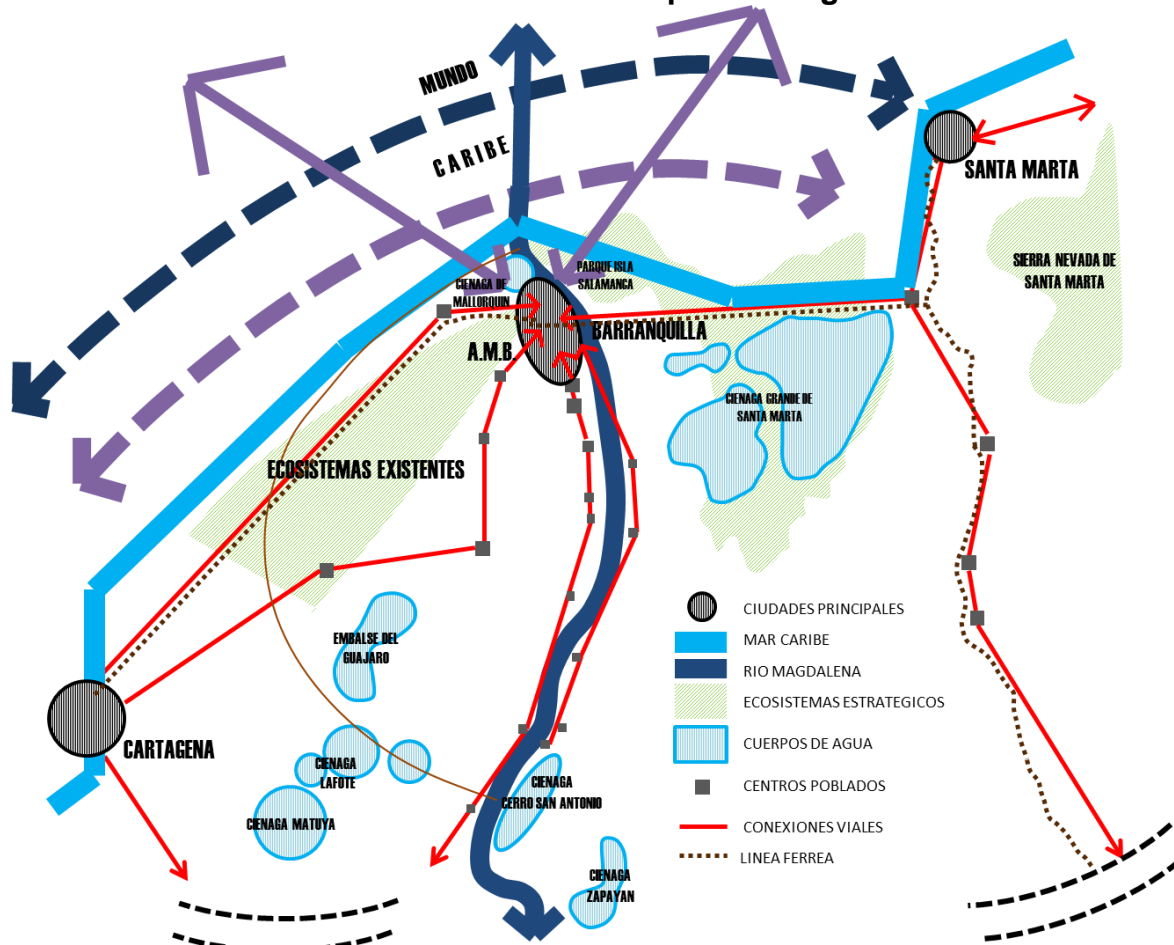 MUNDO
CARIBE
SANTA MARTA
SIERRA NEVADA DE
SANTA MARTA
PARQUE ISLA
SALAMANCA
CIENAGA DE
MALLORQUIN
BARRANQUILLA
A.M.B.
CIENAGA GRANDE DE
SANTA MARTA
ECOSISTEMAS EXISTENTES
EMBALSE DEL
GUAJARO
CARTAGENA
CIENAGA
LAFOTE
CIENAGA MATUYA
CIENAGA
CERRO SAN ANTONIO
CIENAGA
ZAPAYAN
CIUDADES PRINCIPALES
MAR CARIBE
RIO MAGDALENA
ECOSISTEMAS ESTRATEGICOS
CUERPOS DE AGUA
CENTROS POBLADOS
CONEXIONES VIALES
LINEA FERREA